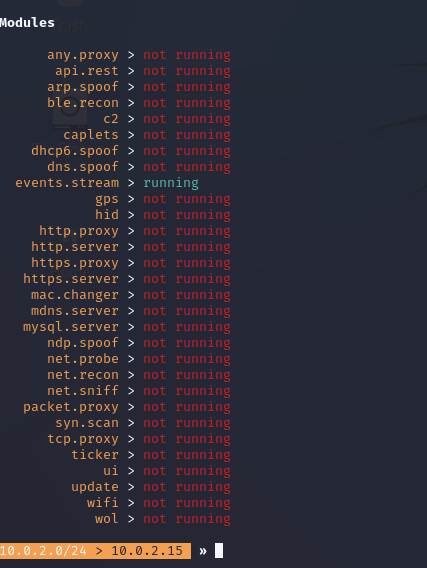 Modules
any.proxy > not running
api.rest > not running
arp.spoof > not running
ble.recon > not running
c2 > not running
caplets > not running
dhcp6.spoof > not running
dns.spoof > not running
events.stream > running
gps > not running
hid > not running
http.proxy > not running
http.server > not running
https.proxy > not running
https.server > not running
mac.changer > not running
mdns.server > not running
mysql.server > not running
ndp.spoof > not running
net.probe > not running
net.recon > not running
net.sniff > not running
packet.proxy > not running
syn.scan > not running
tcp.proxy > not running
ticker > not running
ui > not running
update > not running
wifi > not running
wol > not running
10.0.2.0/24 > 10.0.2.15 »